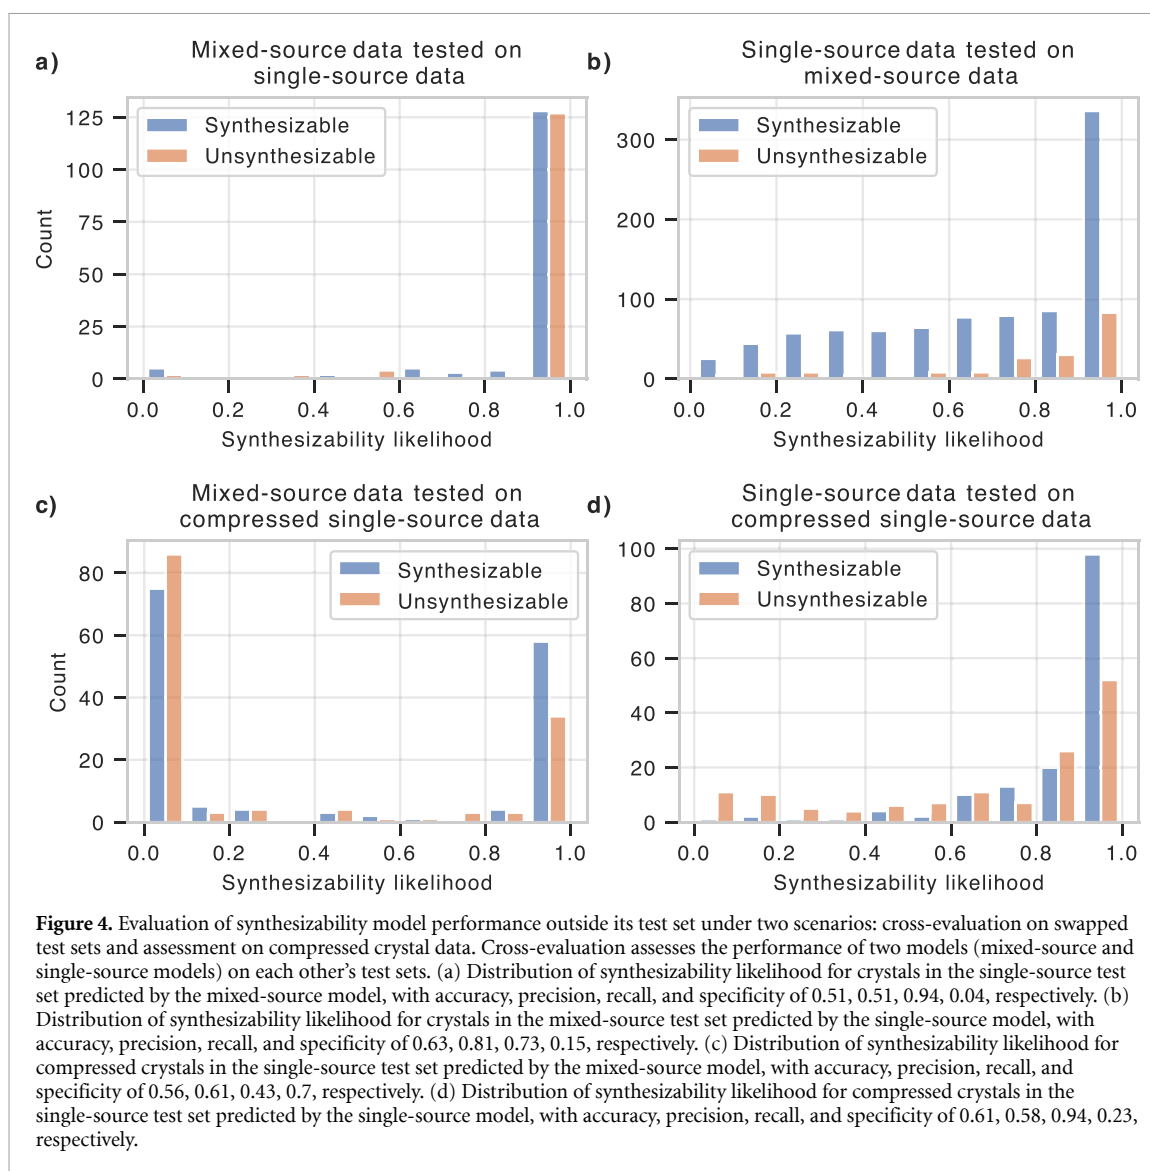 a)
Mixed-source data tested on
single-source data
Synthesizable
Unsynthesizable
125
100
75
50
25
0
Count
0.0 0.2 0.4 0.6 0.8 1.0
Synthesizability likelihood
b)
Single-source data tested on
mixed-source data
Synthesizable
Unsynthesizable
300
200
100
0
0.0 0.2 0.4 0.6 0.8 1.0
Synthesizability likelihood
c)
Mixed-source data tested on
compressed single-source data
Synthesizable
Unsynthesizable
80
60
40
20
0
Count
0.0 0.2 0.4 0.6 0.8 1.0
Synthesizability likelihood
d)
Single-source data tested on
compressed single-source data
Synthesizable
Unsynthesizable
100
80
60
40
20
0
0.0 0.2 0.4 0.6 0.8 1.0
Synthesizability likelihood
Figure 4. Evaluation of synthesizability model performance outside its test set under two scenarios: cross-evaluation on swapped
test sets and assessment on compressed crystal data. Cross-evaluation assesses the performance of two models (mixed-source and
single-source models) on each other's test sets. (a) Distribution of synthesizability likelihood for crystals in the single-source test
set predicted by the mixed-source model, with accuracy, precision, recall, and specificity of 0.51, 0.51, 0.94, 0.04, respectively. (b)
Distribution of synthesizability likelihood for crystals in the mixed-source test set predicted by the single-source model, with
accuracy, precision, recall, and specificity of 0.63, 0.81, 0.73, 0.15, respectively. (c) Distribution of synthesizability likelihood for
compressed crystals in the single-source test set predicted by the mixed-source model, with accuracy, precision, recall, and
specificity of 0.56, 0.61, 0.43, 0.7, respectively. (d) Distribution of synthesizability likelihood for compressed crystals in the
single-source test set predicted by the single-source model, with accuracy, precision, recall, and specificity of 0.61, 0.58, 0.94, 0.23,
respectively.